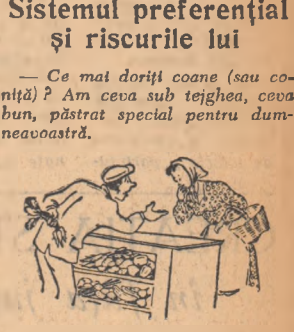 Sistemul preferențial
și riscurile lui
— Ce mai doriți coane (sau co-
niță) ? Am ceva sub tejghea, ceva
bun, păstrat special pentru dum-
neavoastră.